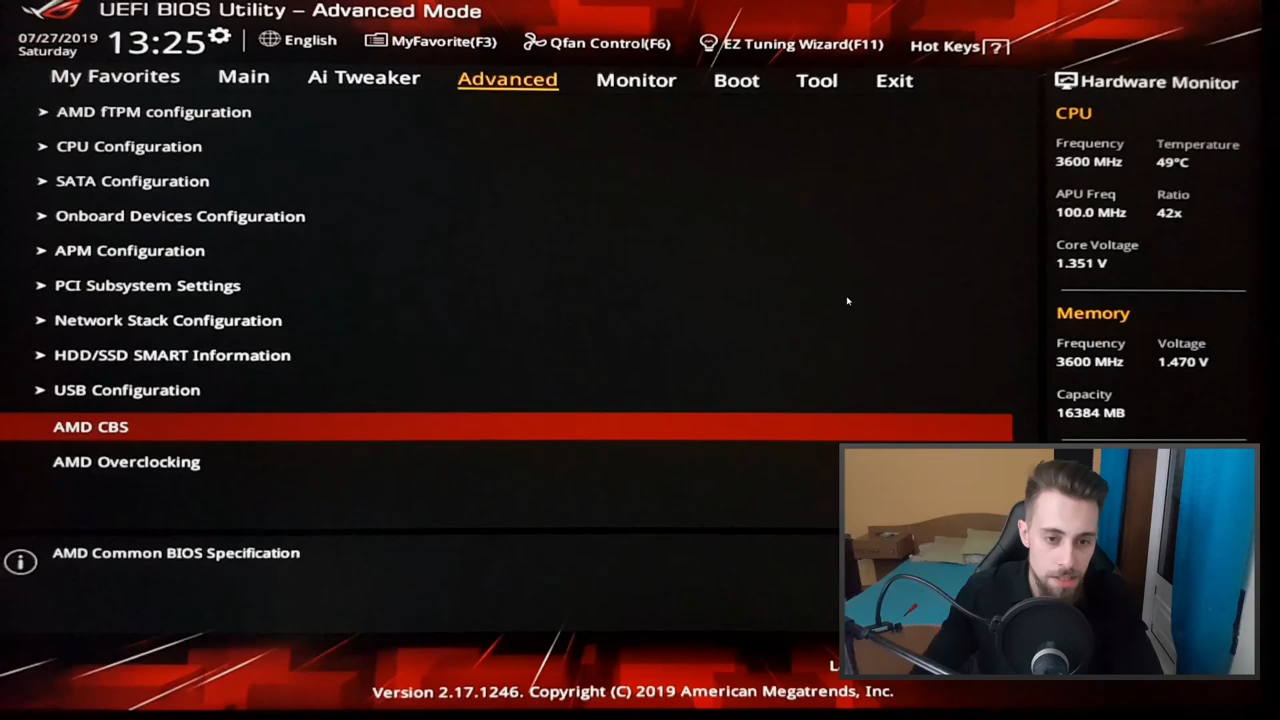 UEFI BIOS Utility – Advanced Mode
07/27/2019
Saturday
13:25
English
MyFavorite(F3)
Qfan Control(F6)
EZ Tuning Wizard(F11)
Hot Keys
?
My Favorites
Main
Ai Tweaker
Advanced
Monitor
Boot
Tool
Exit
Hardware Monitor
AMD fTPM configuration
CPU Configuration
SATA Configuration
Onboard Devices Configuration
APM Configuration
PCI Subsystem Settings
Network Stack Configuration
HDD/SSD SMART Information
USB Configuration
AMD CBS
AMD Overclocking
CPU
Frequency Temperature
3600 MHz 49°C
APU Freq Ratio
100.0 MHz 42x
Core Voltage
1.351 V
Memory
Frequency Voltage
3600 MHz 1.470 V
Capacity
16384 MB
i
AMD Common BIOS Specification
Version 2.17.1246. Copyright (C) 2019 American Megatrends, Inc.